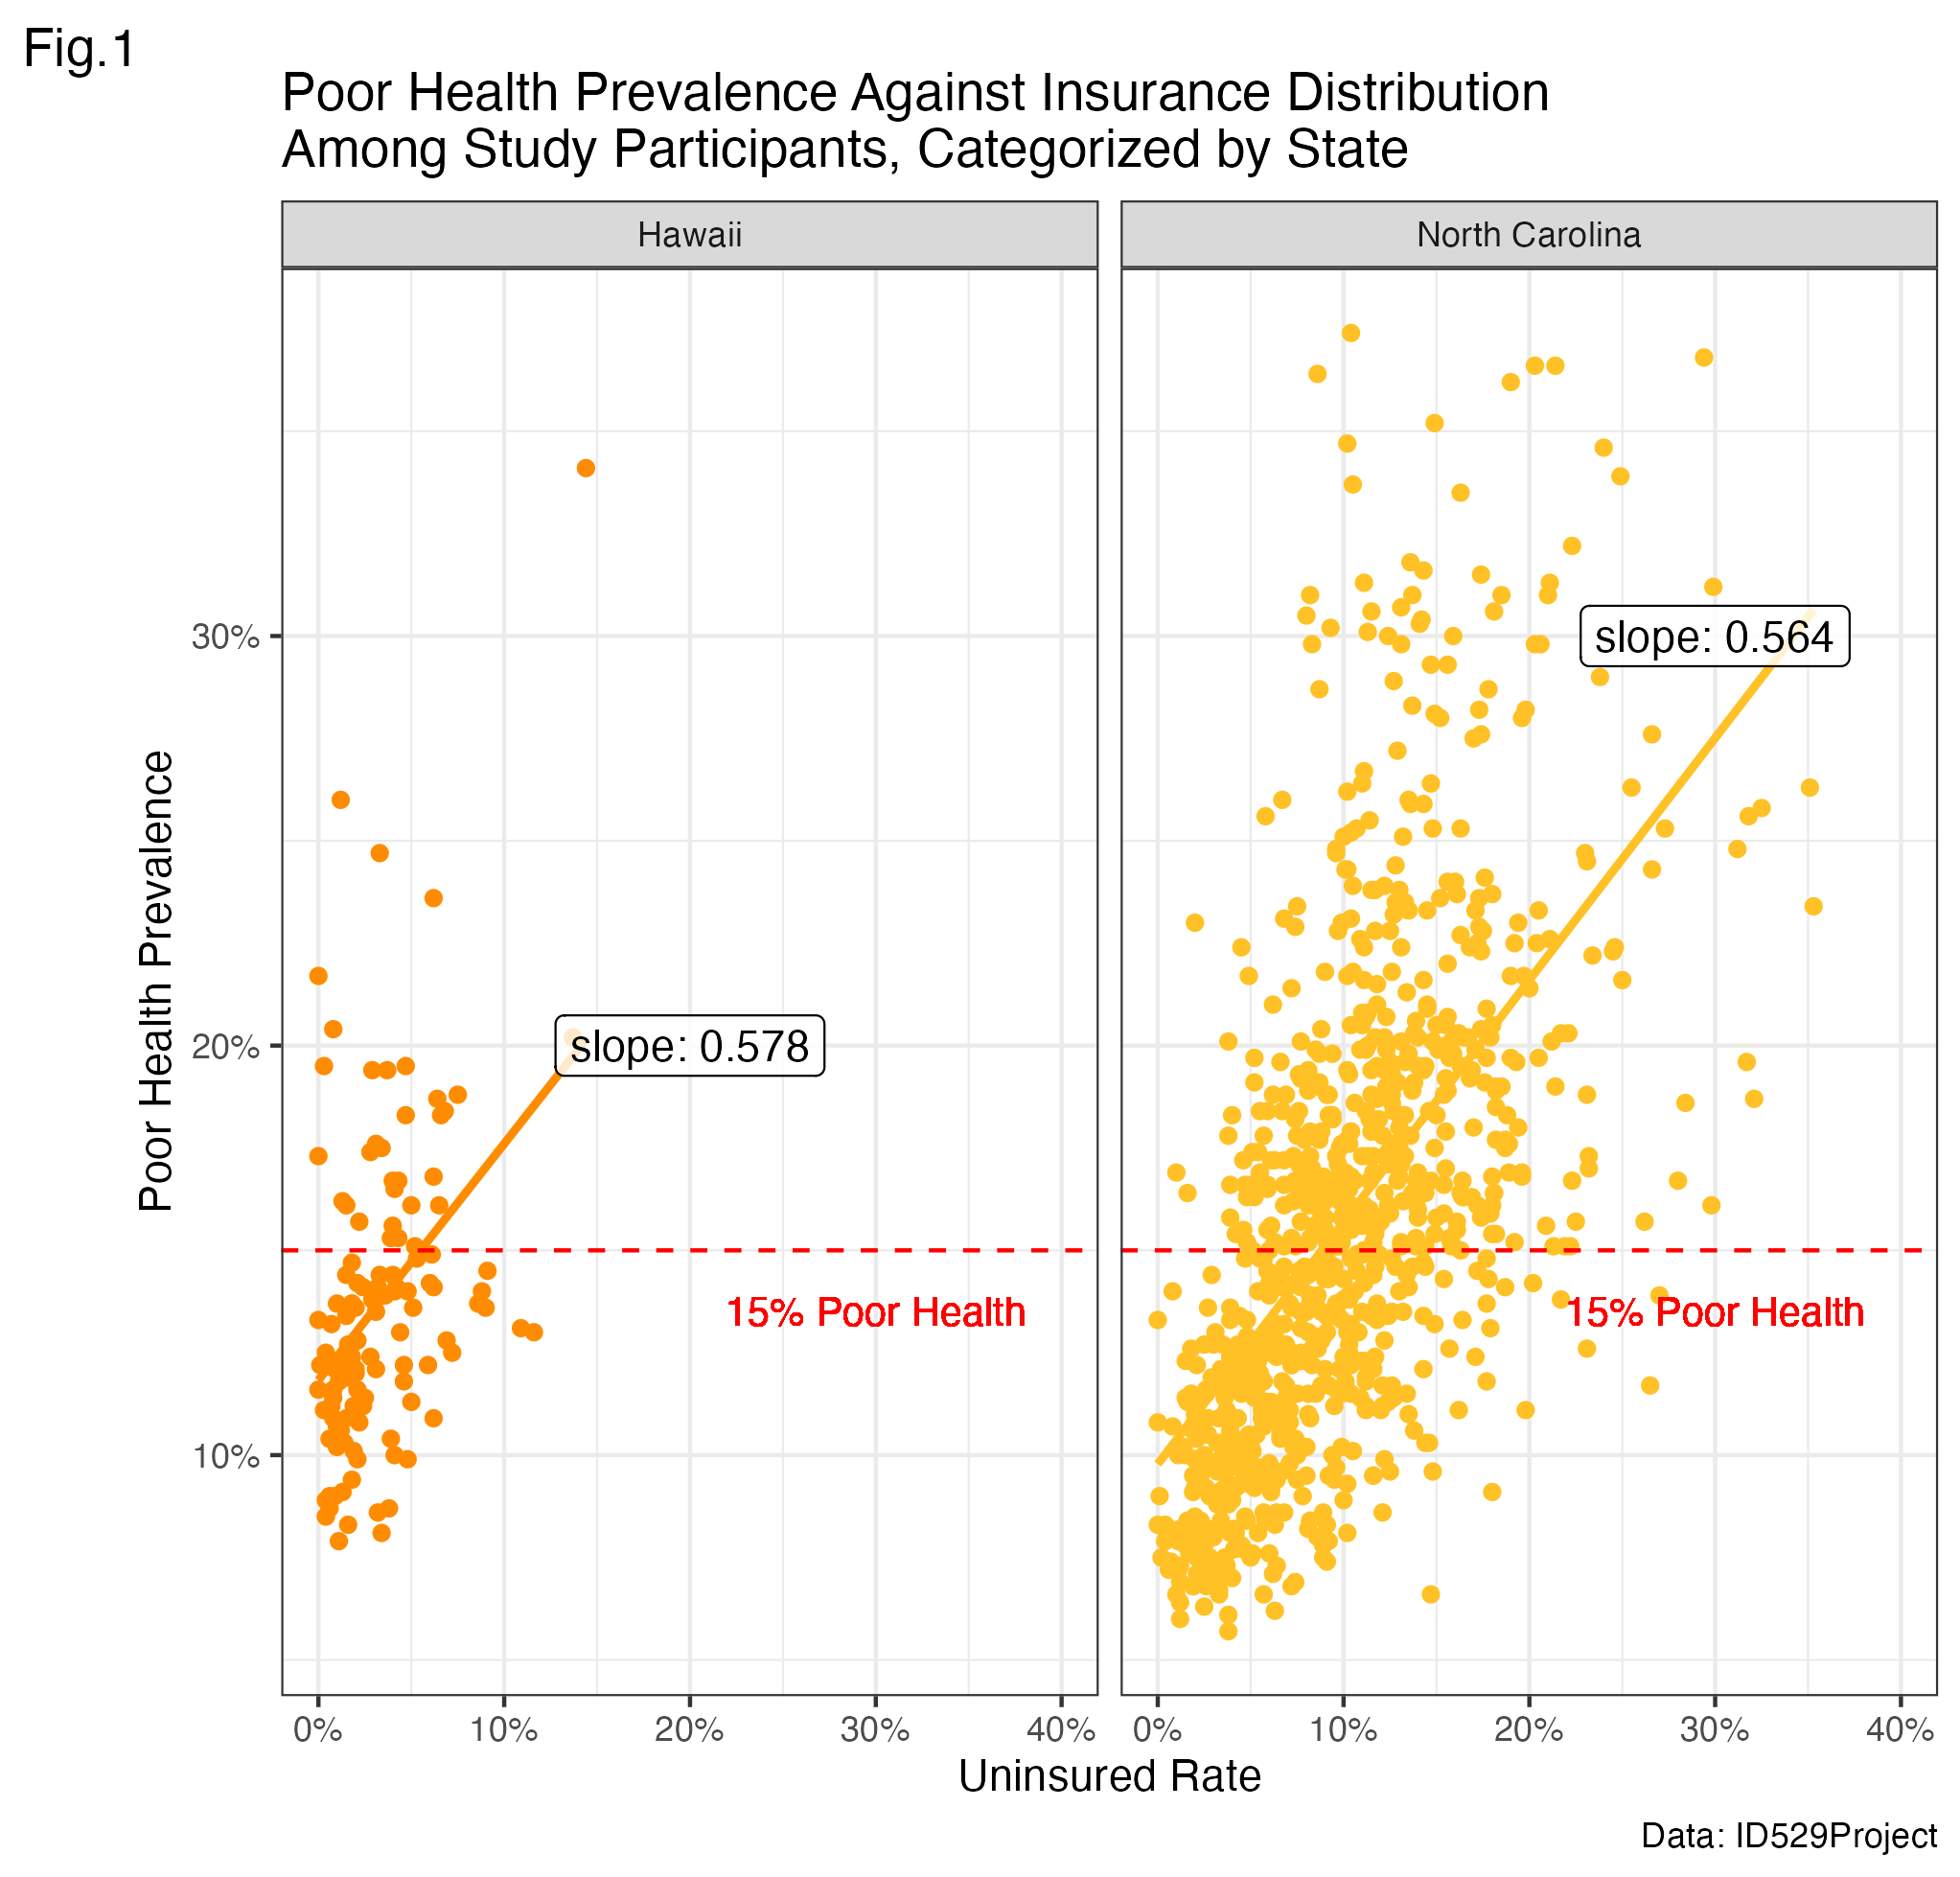 Fig.1
Poor Health Prevalence Against Insurance Distribution
Among Study Participants, Categorized by State
Hawaii
North Carolina
Poor Health Prevalence
30%
20%
10%
slope: 0.578
15% Poor Health
slope: 0.564
15% Poor Health
0% 10% 20% 30% 40%
0% 10% 20% 30% 40%
Uninsured Rate
Data: ID529Project